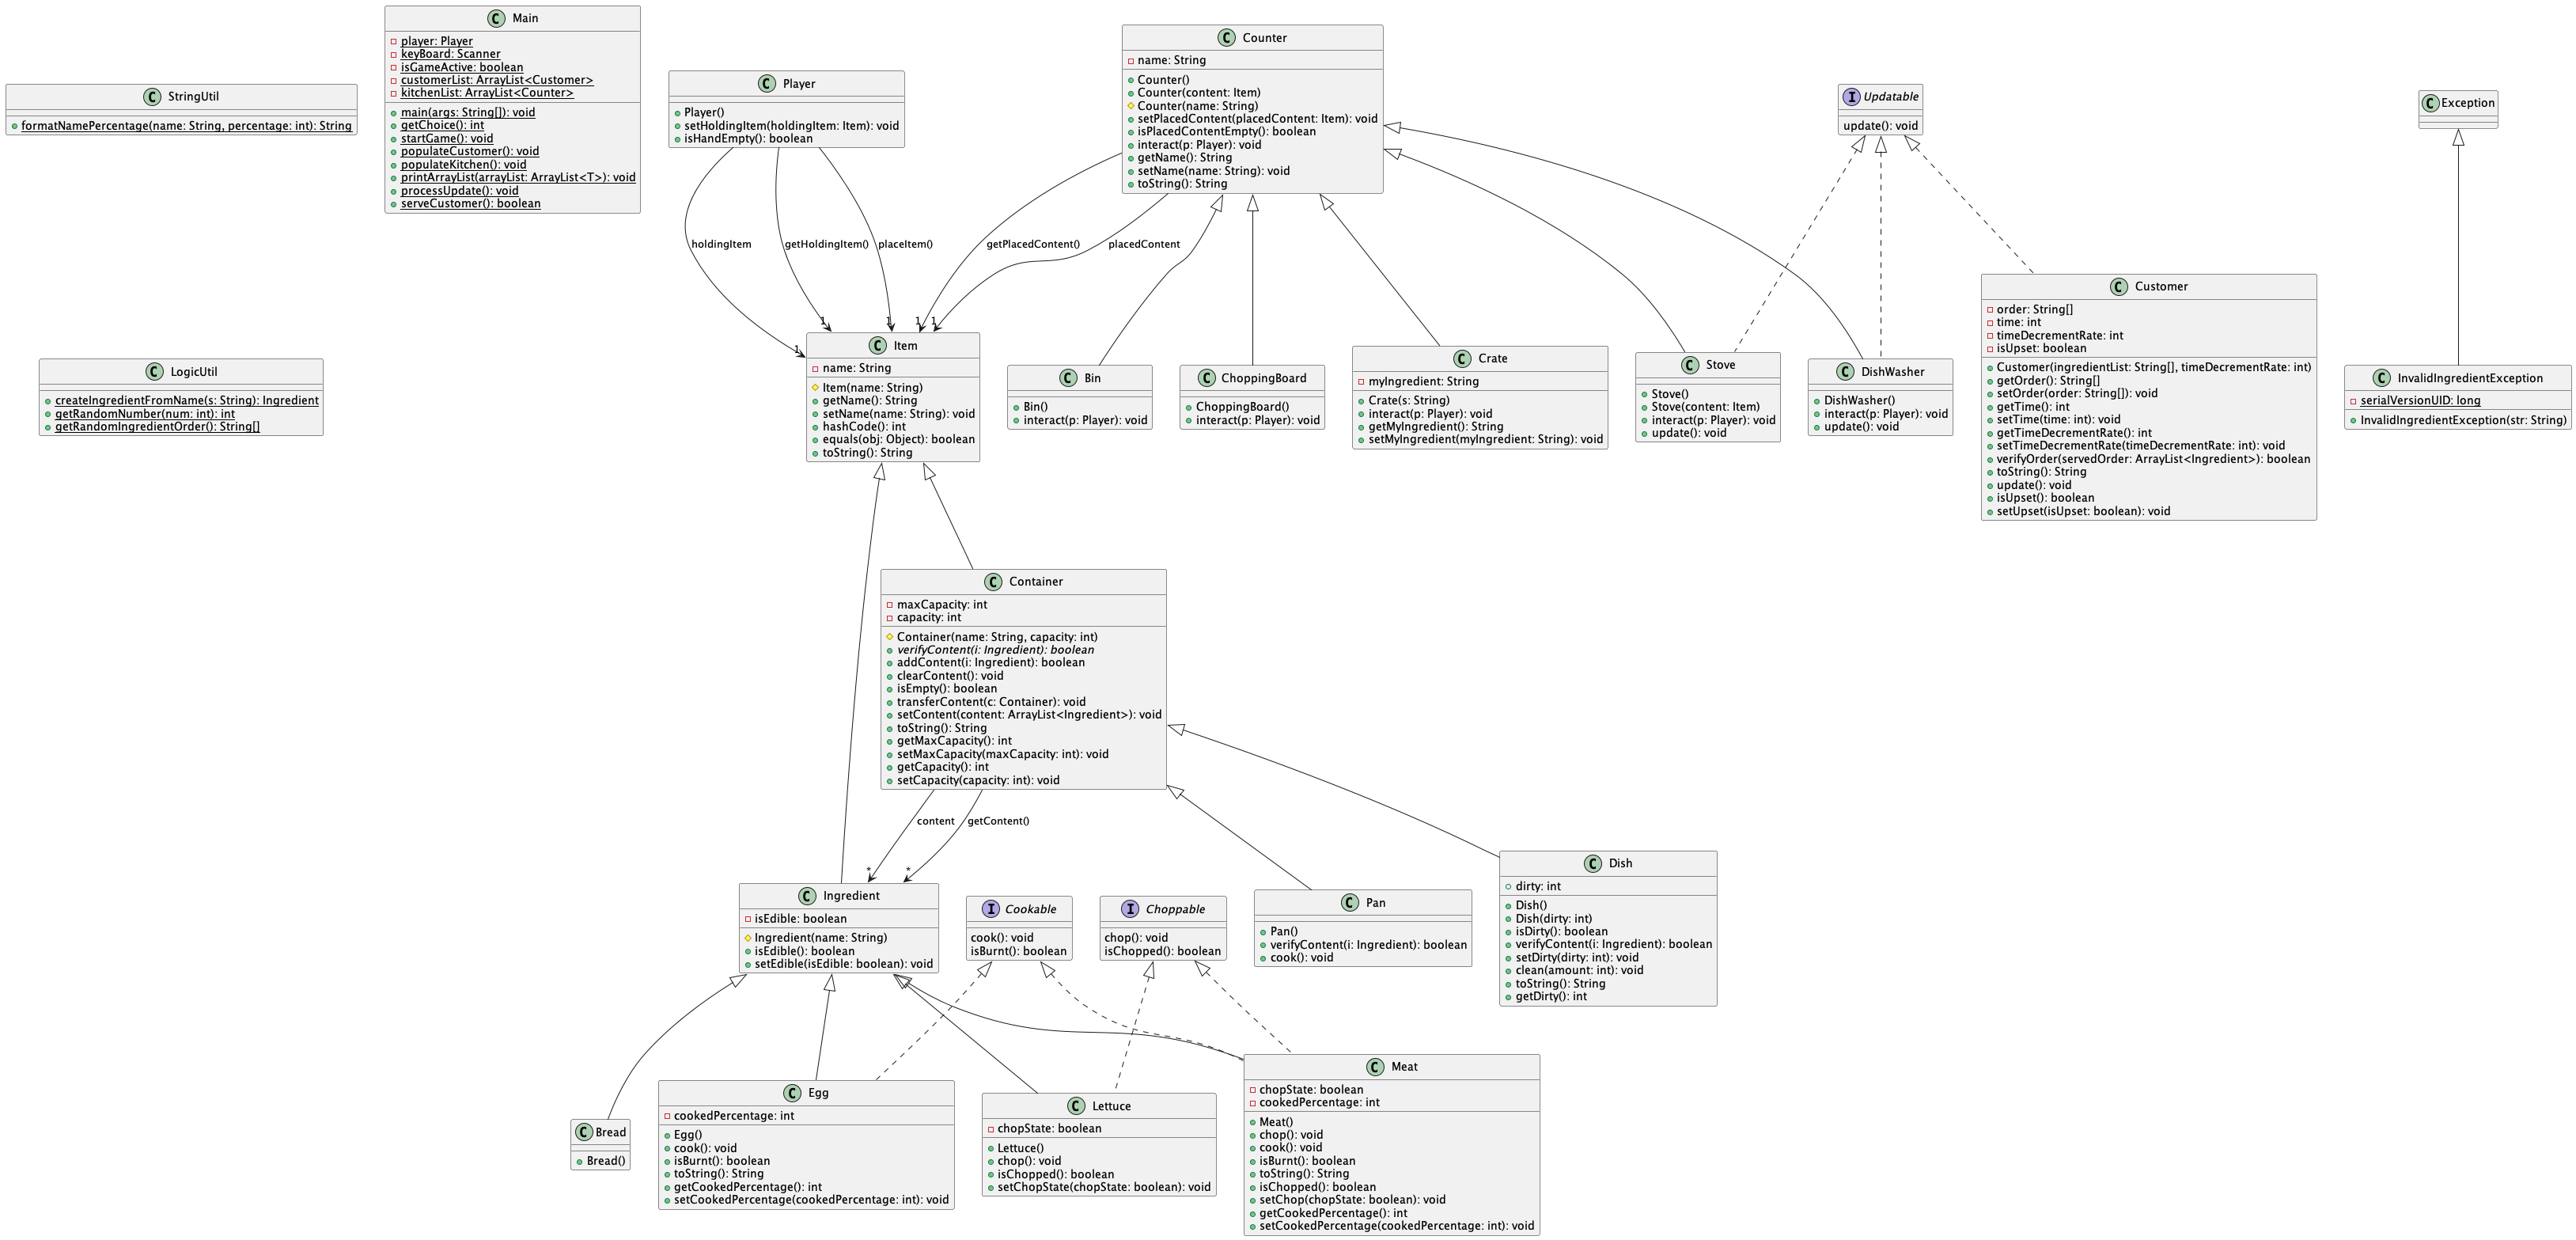 StringUtil
formatNamePercentage(name: String, percentage: int): String
Main
player: Player
keyBoard: Scanner
isGameActive: boolean
customerList: ArrayList<Customer>
kitchenList: ArrayList<Counter>
main(args: String[]): void
getChoice(): int
startGame(): void
populateCustomer(): void
populateKitchen(): void
printArrayList(arrayList: ArrayList<T>): void
processUpdate(): void
serveCustomer(): boolean
Player
Player()
setHoldingItem(holdingItem: Item): void
isHandEmpty(): boolean
Counter
name: String
Counter()
Counter(content: Item)
Counter(name: String)
setPlacedContent(placedContent: Item): void
isPlacedContentEmpty(): boolean
interact(p: Player): void
getName(): String
setName(name: String): void
toString(): String
Updatable
update(): void
Exception
holdingItem
getHoldingItem()
placeItem()
getPlacedContent()
placedContent
1
1
1
1
1
LogicUtil
createIngredientFromName(s: String): Ingredient
getRandomNumber(num: int): int
getRandomIngredientOrder(): String[]
Item
name: String
Item(name: String)
getName(): String
setName(name: String): void
hashCode(): int
equals(obj: Object): boolean
toString(): String
Bin
Bin()
interact(p: Player): void
ChoppingBoard
ChoppingBoard()
interact(p: Player): void
Crate
myIngredient: String
Crate(s: String)
interact(p: Player): void
getMyIngredient(): String
setMyIngredient(myIngredient: String): void
Stove
Stove()
Stove(content: Item)
interact(p: Player): void
update(): void
DishWasher
DishWasher()
interact(p: Player): void
update(): void
Customer
order: String[]
time: int
timeDecrementRate: int
isUpset: boolean
Customer(ingredientList: String[], timeDecrementRate: int)
getOrder(): String[]
setOrder(order: String[]): void
getTime(): int
setTime(time: int): void
getTimeDecrementRate(): int
setTimeDecrementRate(timeDecrementRate: int): void
verifyOrder(servedOrder: ArrayList<Ingredient>): boolean
toString(): String
update(): void
isUpset(): boolean
setUpset(isUpset: boolean): void
InvalidIngredientException
serialVersionUID: long
InvalidIngredientException(str: String)
Container
maxCapacity: int
capacity: int
Container(name: String, capacity: int)
verifyContent(i: Ingredient): boolean
addContent(i: Ingredient): boolean
clearContent(): void
isEmpty(): boolean
transferContent(c: Container): void
setContent(content: ArrayList<Ingredient>): void
toString(): String
getMaxCapacity(): int
setMaxCapacity(maxCapacity: int): void
getCapacity(): int
setCapacity(capacity: int): void
content
getContent()
*
*
Ingredient
isEdible: boolean
Ingredient(name: String)
isEdible(): boolean
setEdible(isEdible: boolean): void
Cookable
cook(): void
isBurnt(): boolean
Choppable
chop(): void
isChopped(): boolean
Pan
Pan()
verifyContent(i: Ingredient): boolean
cook(): void
Dish
dirty: int
Dish()
Dish(dirty: int)
isDirty(): boolean
verifyContent(i: Ingredient): boolean
setDirty(dirty: int): void
clean(amount: int): void
toString(): String
getDirty(): int
Bread
Bread()
Egg
cookedPercentage: int
Egg()
cook(): void
isBurnt(): boolean
toString(): String
getCookedPercentage(): int
setCookedPercentage(cookedPercentage: int): void
Lettuce
chopState: boolean
Lettuce()
chop(): void
isChopped(): boolean
setChopState(chopState: boolean): void
Meat
chopState: boolean
cookedPercentage: int
Meat()
chop(): void
cook(): void
isBurnt(): boolean
toString(): String
isChopped(): boolean
setChop(chopState: boolean): void
getCookedPercentage(): int
setCookedPercentage(cookedPercentage: int): void